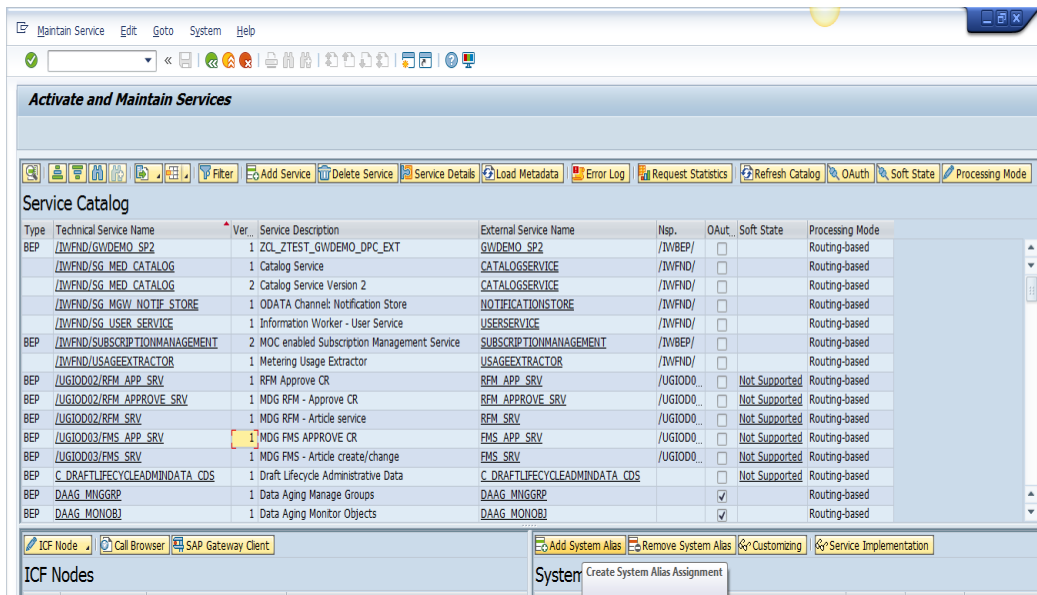 Maintain Service Edit Goto System Help
Activate and Maintain Services
Filter Add Service Delete Service Service Details Load Metadata Error Log Request Statistics Refresh Catalog OAuth Soft State Processing Mode
Service Catalog
Type Technical Service Name Ver... Service Description External Service Name Nsp. OAut... Soft State Processing Mode
BEP /IWFND/GWDEMO_SP2 1 ZCL_ZTEST_GWDEMO_DPC_EXT GWDEMO_SP2 /IWBEP/ Routing-based
/IWFND/SG_MED_CATALOG 1 Catalog Service CATALOGSERVICE /IWFND/ Routing-based
/IWFND/SG_MED_CATALOG 2 Catalog Service Version 2 CATALOGSERVICE /IWFND/ Routing-based
/IWFND/SG_MGW_NOTIF_STORE 1 ODATA Channel: Notification Store NOTIFICATIONSTORE /IWFND/ Routing-based
/IWFND/SG_USER_SERVICE 1 Information Worker - User Service USERSERVICE /IWFND/ Routing-based
BEP /IWFND/SUBSCRIPTIONMANAGEMENT 2 MOC enabled Subscription Management Service SUBSCRIPTIONMANAGEMENT /IWBEP/ Routing-based
/IWFND/USAGEEXTRACTOR 1 Metering Usage Extractor USAGEEXTRACTOR /IWFND/ Routing-based
BEP /UGIOD02/RFM_APP_SRV 1 RFM Approve CR RFM_APP_SRV /UGIOD0... Not Supported Routing-based
BEP /UGIOD02/RFM_APPROVE_SRV 1 MDG RFM - Approve CR RFM_APPROVE_SRV /UGIOD0... Not Supported Routing-based
BEP /UGIOD02/RFM_SRV 1 MDG RFM - Article service RFM_SRV /UGIOD0... Not Supported Routing-based
BEP /UGIOD03/FMS_APP_SRV 1 MDG FMS APPROVE CR FMS_APP_SRV /UGIOD0... Not Supported Routing-based
BEP /UGIOD03/FMS_SRV 1 MDG FMS - Article create/change FMS_SRV /UGIOD0... Not Supported Routing-based
BEP C_DRAFTLIFECYCLEADMINDATA_CDS 1 Draft Lifecycle Administrative Data C_DRAFTLIFECYCLEADMINDATA_CDS Not Supported Routing-based
BEP DAAG_MNGGRP 1 Data Aging Manage Groups DAAG_MNGGRP Routing-based
BEP DAAG_MONOBJ 1 Data Aging Monitor Objects DAAG_MONOBJ Routing-based
ICF Node Call Browser SAP Gateway Client Add System Alias Remove System Alias Customizing Service Implementation
ICF Nodes System
Create System Alias Assignment